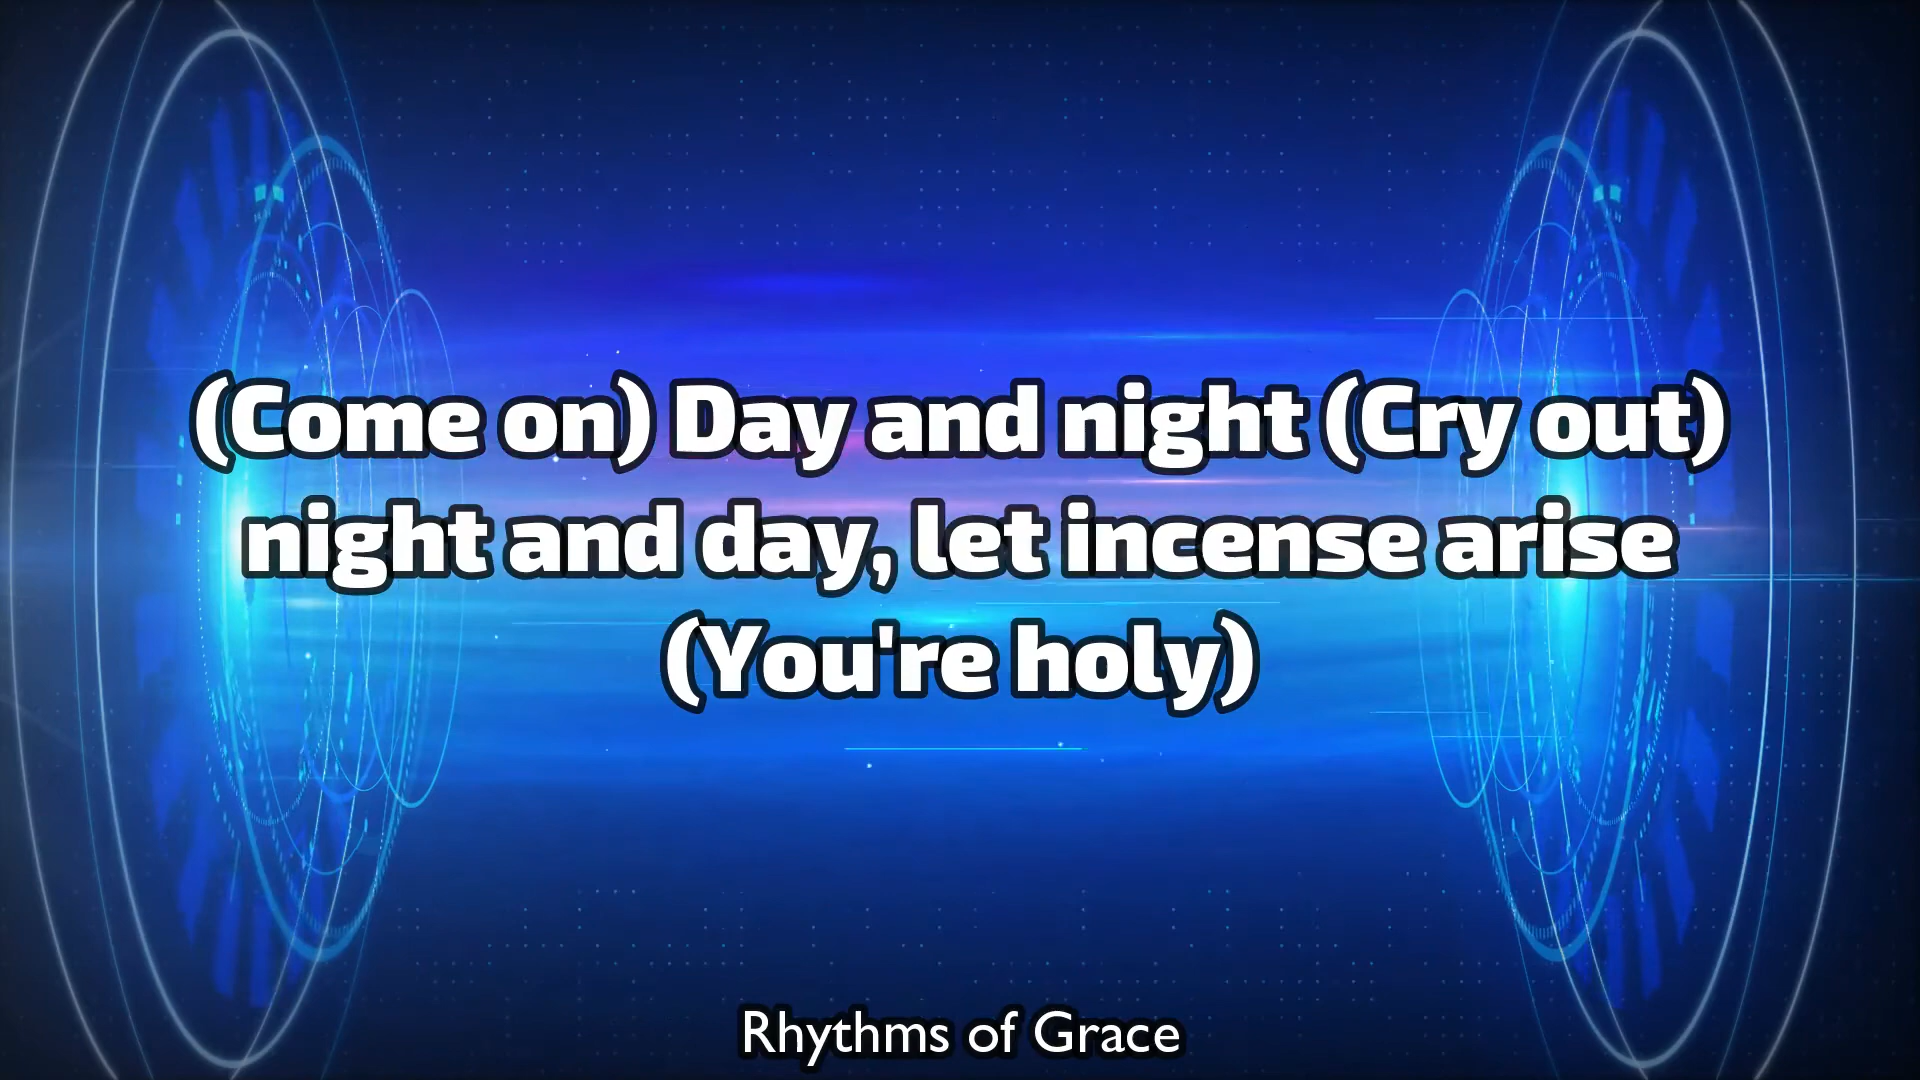 (Come on) Day and night (Cry out)
night and day, let incense arise
(You're holy)
Rhythms of Grace